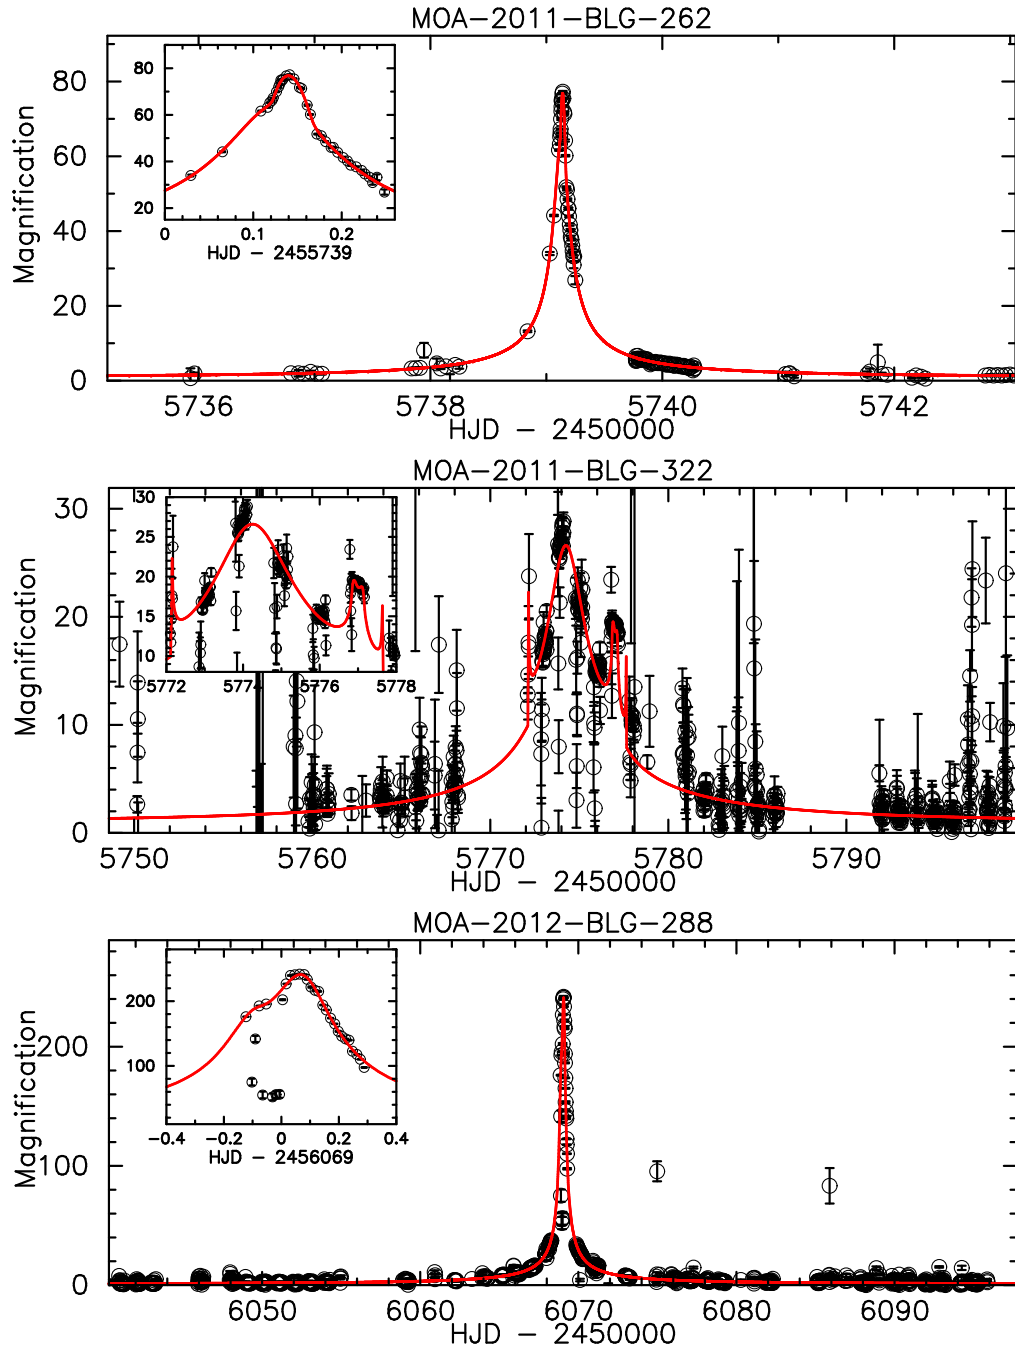 MOA-2011-BLG-262
Magnification
80
60
40
20
0
80
60
40
20
0 0.1 0.2
HJD - 2455739
5736 5738 5740 5742
HJD - 2450000
MOA-2011-BLG-322
Magnification
30
20
10
0
30
25
20
15
10
5772 5774 5776 5778
5750 5760 5770 5780 5790
HJD - 2450000
MOA-2012-BLG-288
Magnification
200
100
0
200
100
-0.4 -0.2 0 0.2 0.4
HJD - 2456069
6050 6060 6070 6080 6090
HJD - 2450000